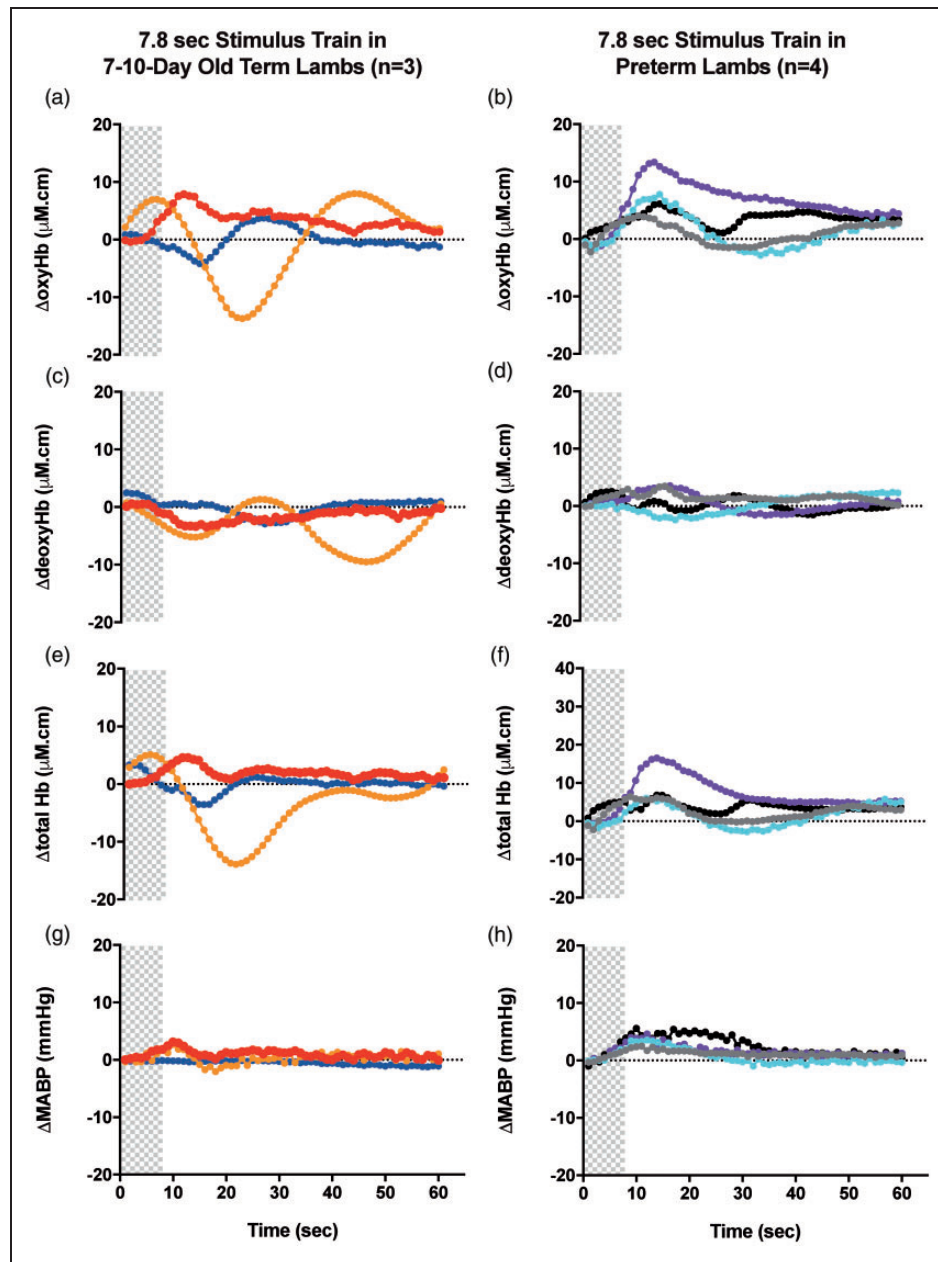 7.8 sec Stimulus Train in
7-10-Day Old Term Lambs (n=3)
7.8 sec Stimulus Train in
Preterm Lambs (n=4)
(a)
20
10
0
-10
-20
ΔoxyHb (μM.cm)
(b)
20
10
0
-10
-20
ΔoxyHb (μM.cm)
(c)
20
10
0
-10
-20
ΔdeoxyHb (μM.cm)
(d)
20
10
0
-10
-20
ΔdeoxyHb (μM.cm)
(e)
20
10
0
-10
-20
Δtotal Hb (μM.cm)
(f)
40
30
20
10
0
-10
-20
Δtotal Hb (μM.cm)
(g)
20
10
0
-10
-20
ΔMABP (mmHg)
0 10 20 30 40 50 60
Time (sec)
(h)
20
10
0
-10
-20
ΔMABP (mmHg)
0 10 20 30 40 50 60
Time (sec)